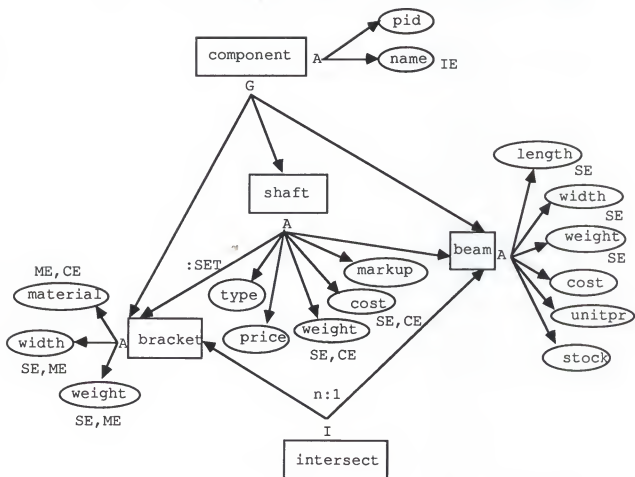 pid
component
A
name
IE
G
length
SE
shaft
width
SE
A
beam
A
weight
SE
:SET
markup
ME,CE
material
type
cost
SE,CE
cost
unitpr
width
A
bracket
price
weight
SE,CE
SE,ME
stock
weight
SE,ME
n:1
I
intersect